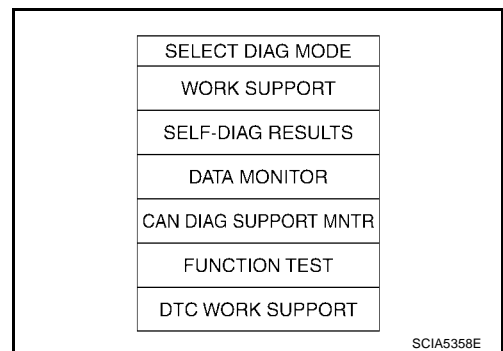 SELECT DIAG MODE
WORK SUPPORT
SELF-DIAG RESULTS
DATA MONITOR
CAN DIAG SUPPORT MNTR
FUNCTION TEST
DTC WORK SUPPORT
SCIA5358E